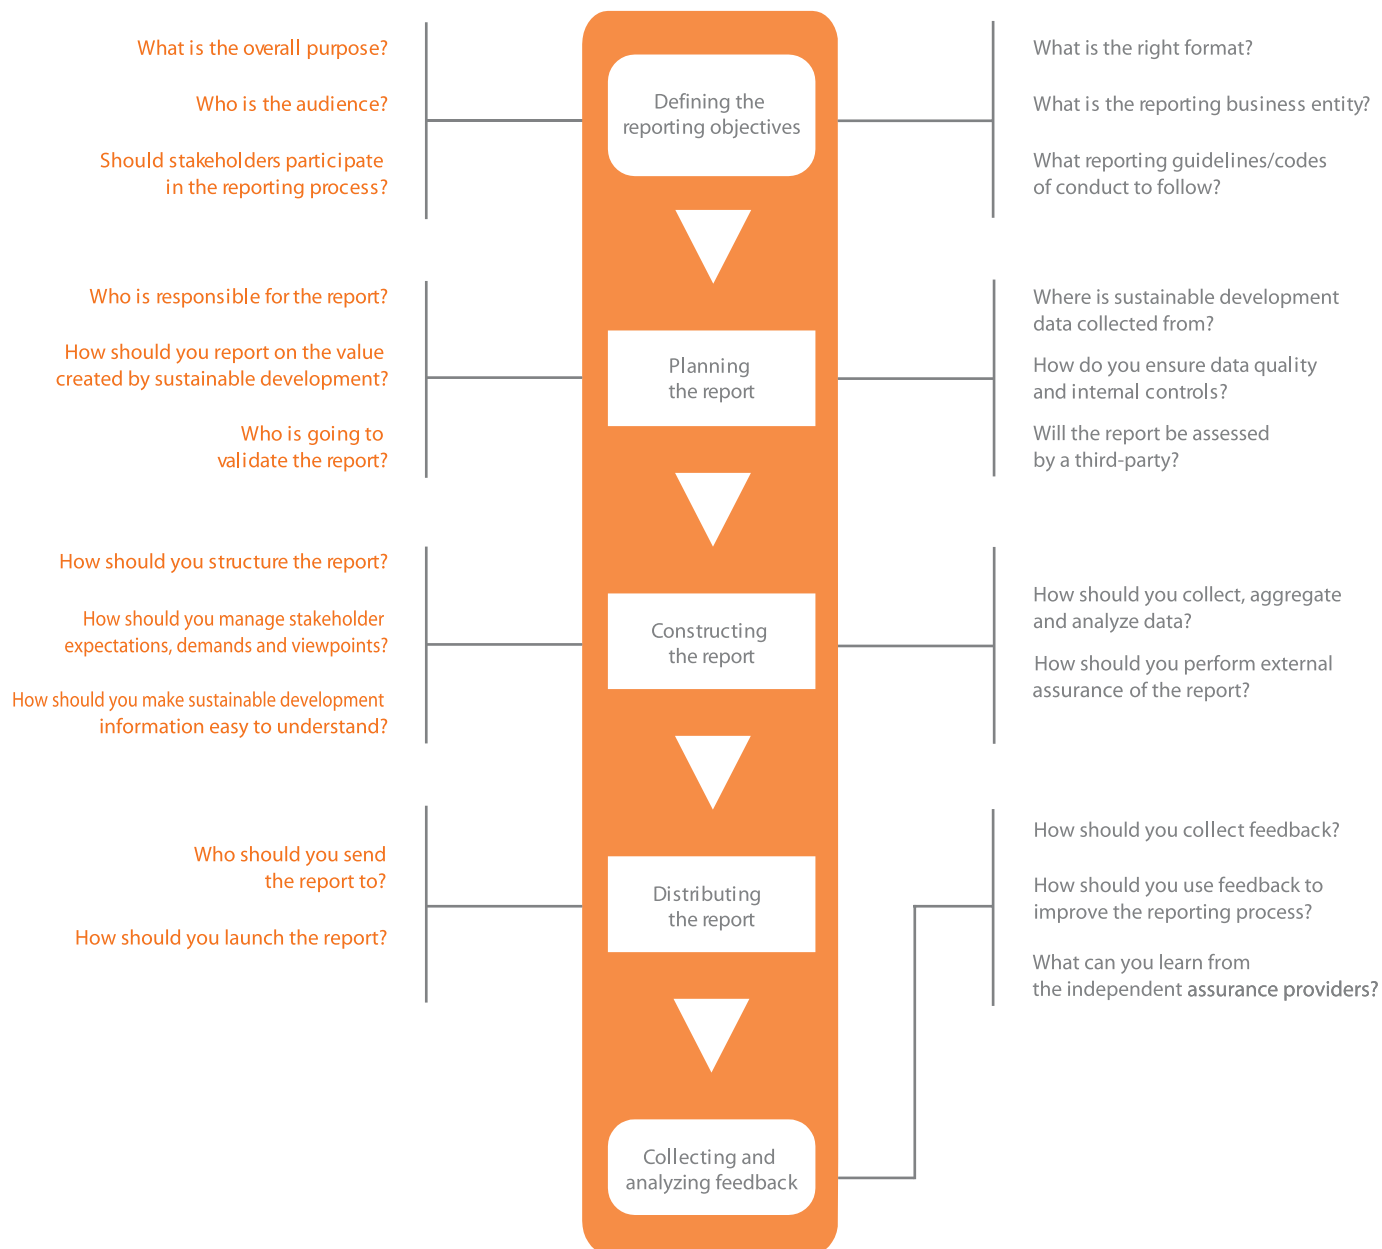 What is the overall purpose?
Who is the audience?
Should stakeholders participate
in the reporting process?
Defining the
reporting objectives
What is the right format?
What is the reporting business entity?
What reporting guidelines/codes
of conduct to follow?
Who is responsible for the report?
How should you report on the value
created by sustainable development?
Who is going to
validate the report?
Planning
the report
Where is sustainable development
data collected from?
How do you ensure data quality
and internal controls?
Will the report be assessed
by a third-party?
How should you structure the report?
How should you manage stakeholder
expectations, demands and viewpoints?
How should you make sustainable development
information easy to understand?
Constructing
the report
How should you collect, aggregate
and analyze data?
How should you perform external
assurance of the report?
Who should you send
the report to?
How should you launch the report?
Distributing
the report
How should you collect feedback?
How should you use feedback to
improve the reporting process?
What can you learn from
the independent assurance providers?
Collecting and
analyzing feedback